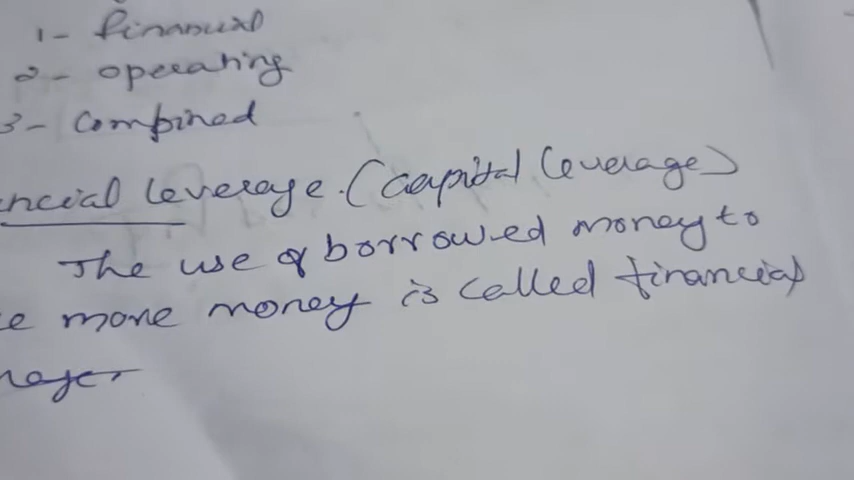 1- financial
2- operating
3- Combined
ncial leverage. (capital leverage)
The use of borrowed money to
e more money is called financial